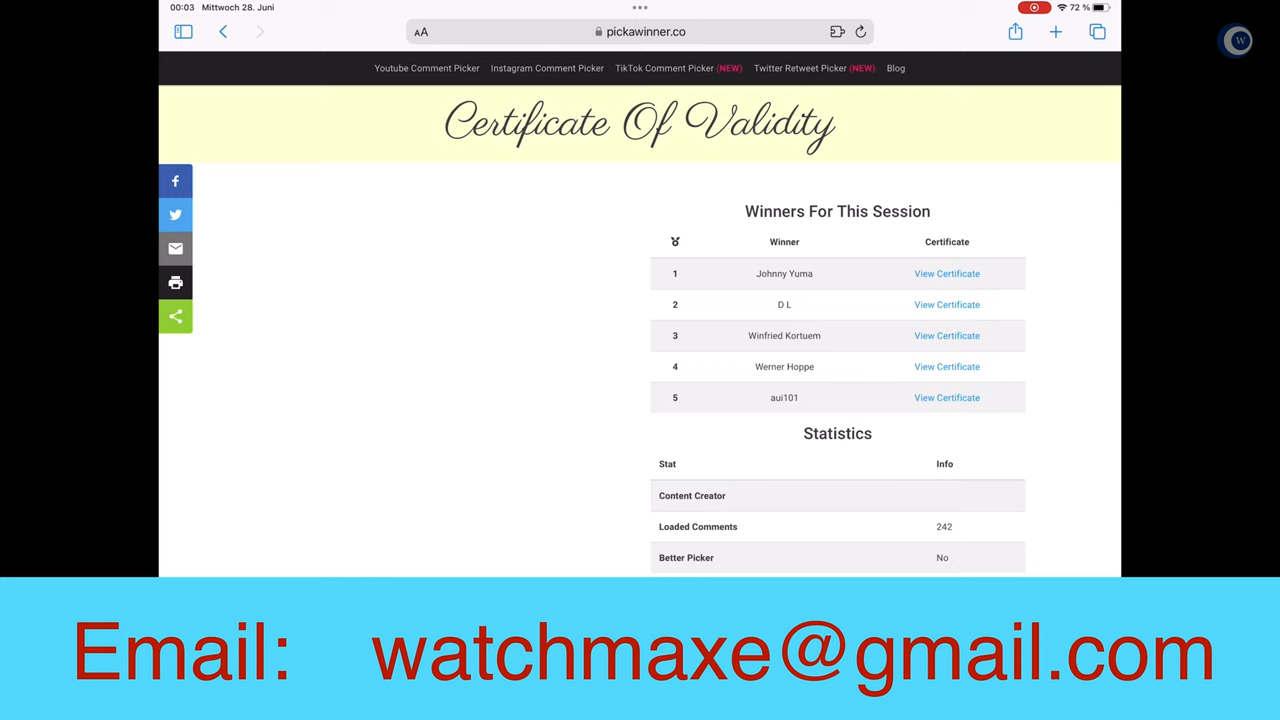 00:03 Mittwoch 28. Juni
72 %
AA
pickawinner.co
Youtube Comment Picker Instagram Comment Picker TikTok Comment Picker (NEW) Twitter Retweet Picker (NEW) Blog
W
Certificate Of Validity
Winners For This Session
Winner Certificate
1 Johnny Yuma View Certificate
2 D L View Certificate
3 Winfried Kortuem View Certificate
4 Werner Hoppe View Certificate
5 aui101 View Certificate
Statistics
Stat Info
Content Creator
Loaded Comments 242
Better Picker No
Email: watchmaxe@gmail.com